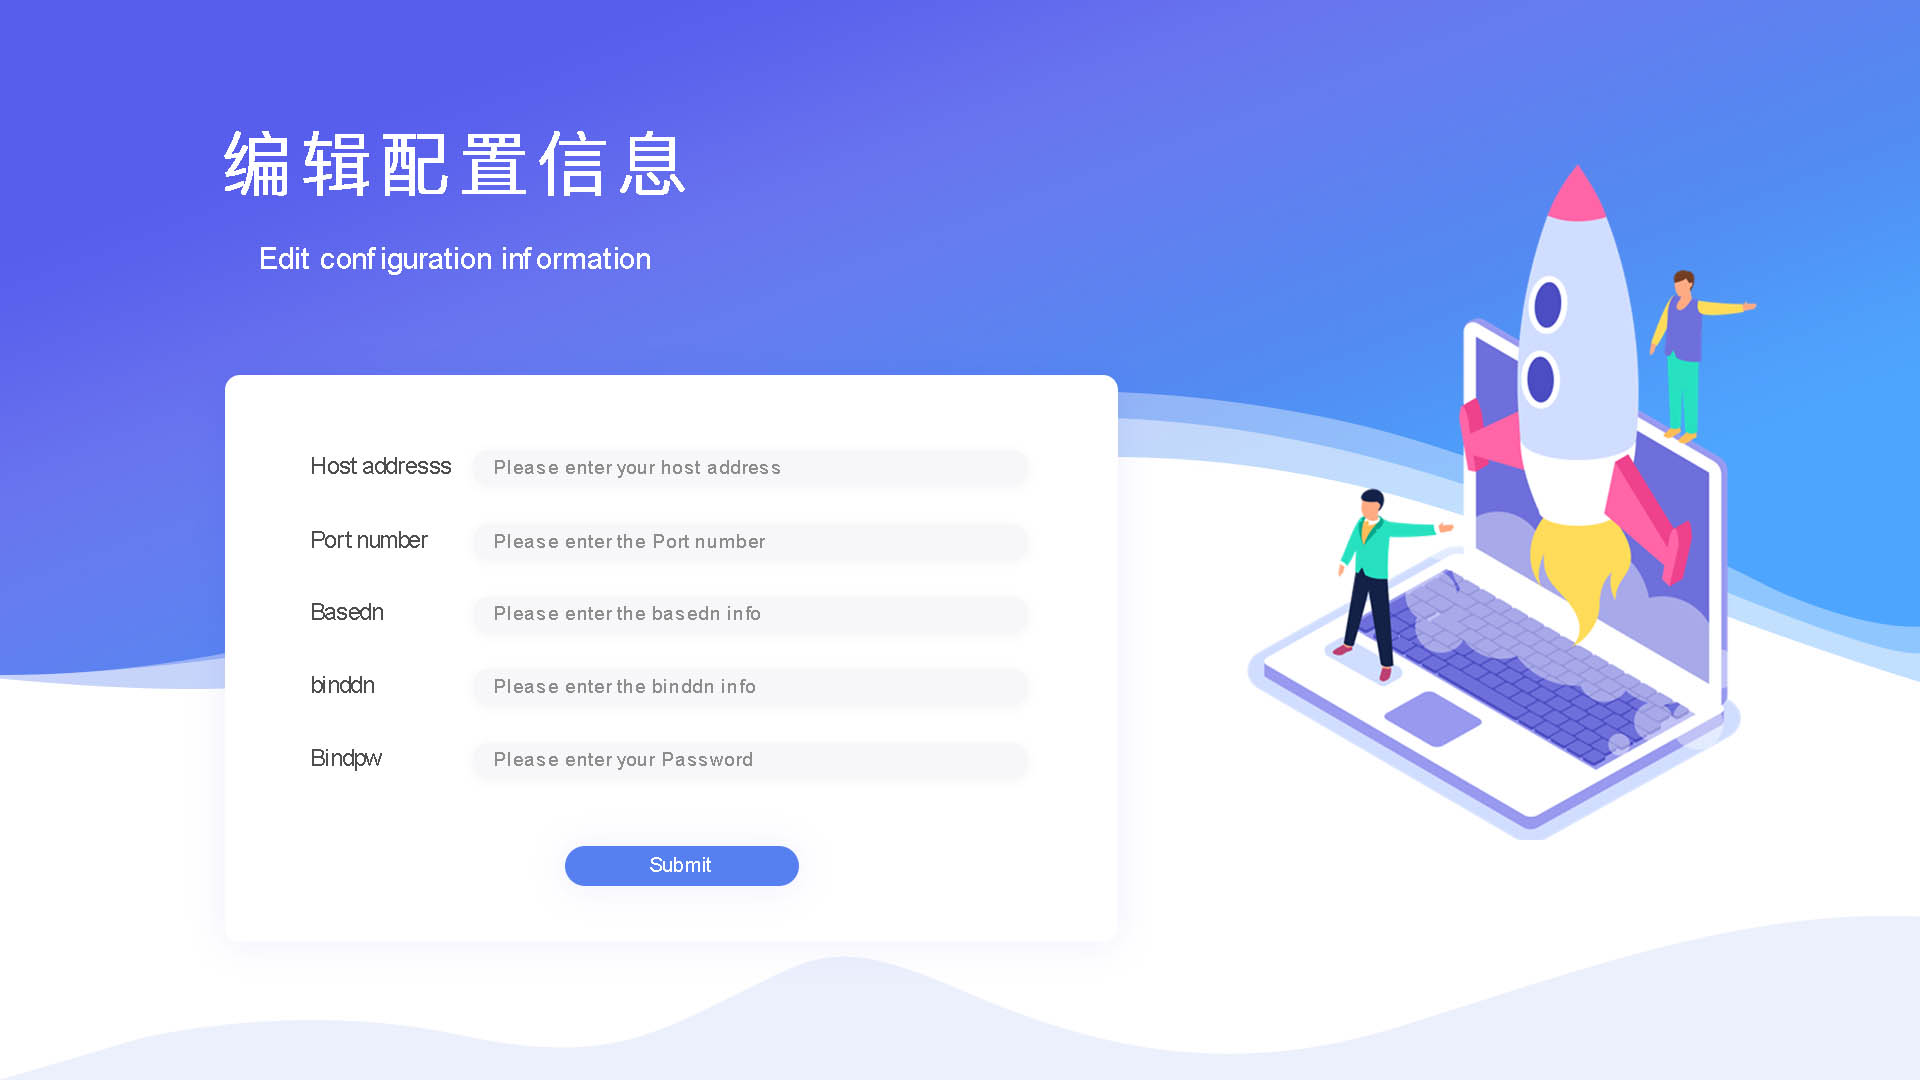 编辑配置信息
Edit configuration information
Host addresss Please enter your host address
Port number Please enter the Port number
Basedn Please enter the basedn info
binddn Please enter the binddn info
Bindpw Please enter your Password
Submit